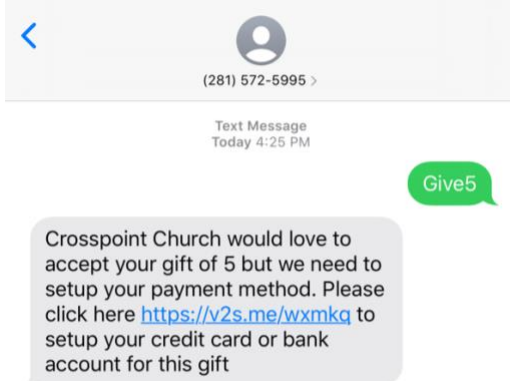 (281) 572-5995 >
Text Message
Today 4:25 PM
Give5
Crosspoint Church would love to
accept your gift of 5 but we need to
setup your payment method. Please
click here https://v2s.me/wxmkq to
setup your credit card or bank
account for this gift